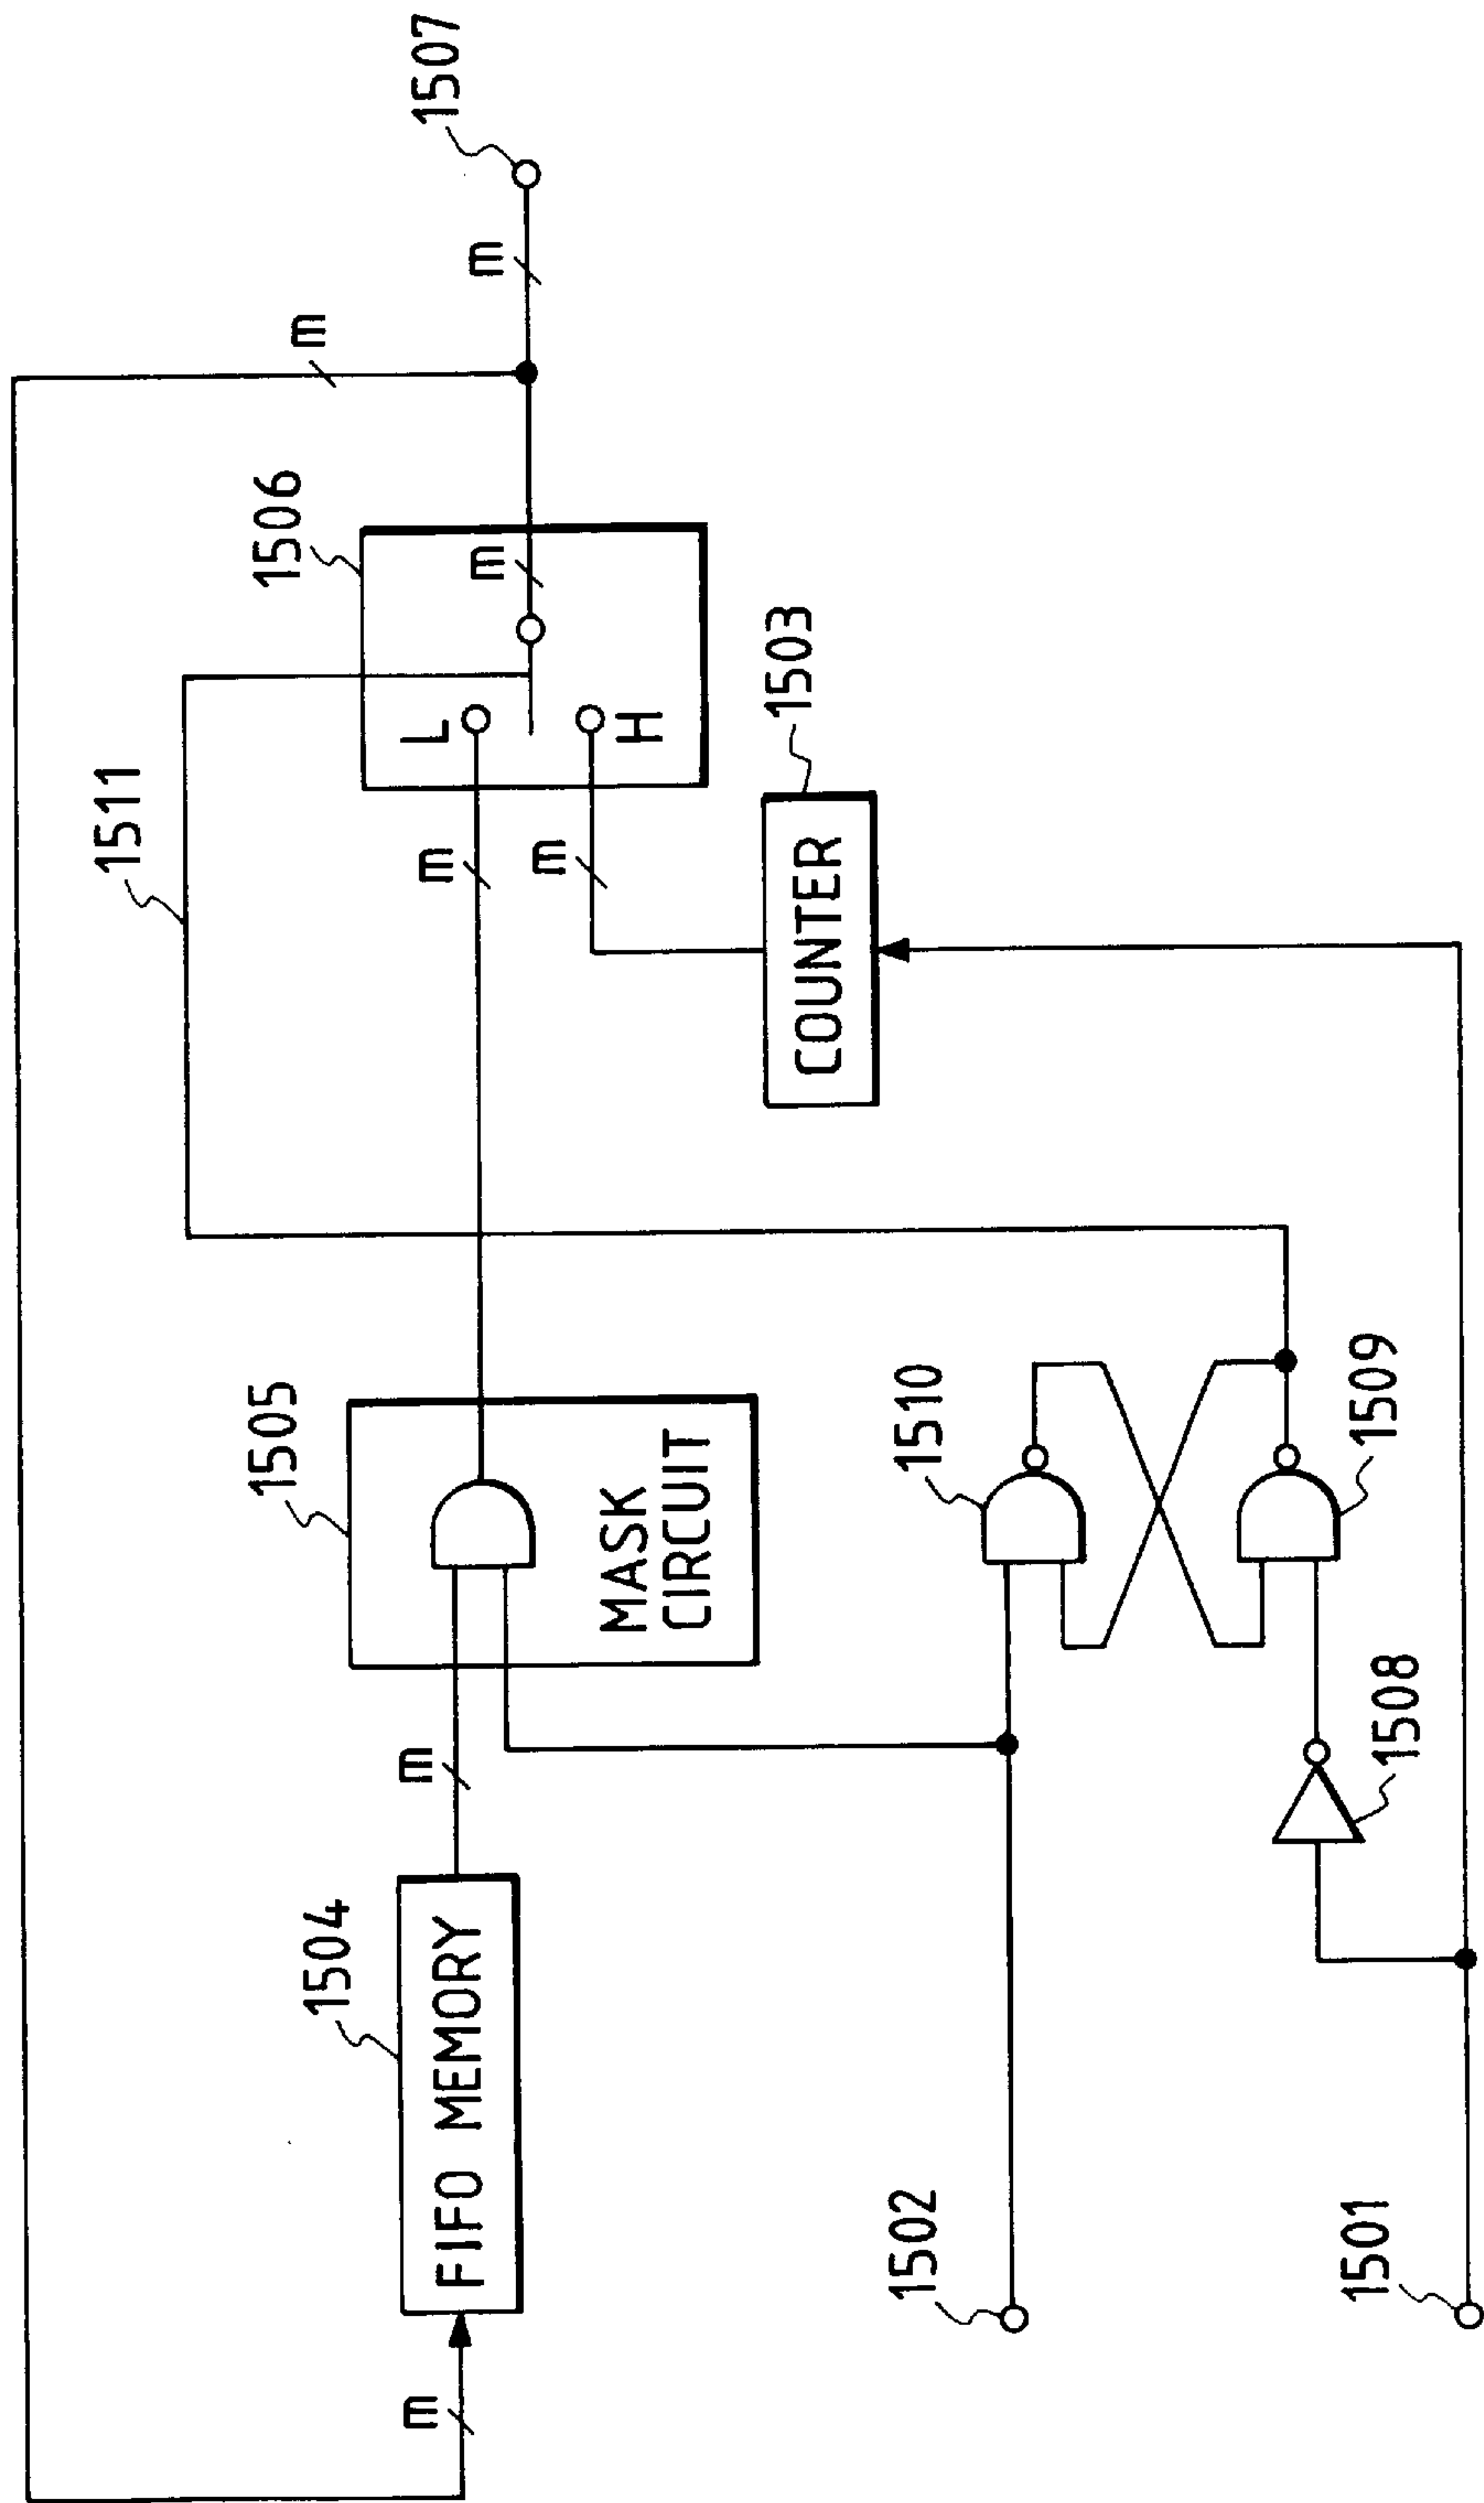 1507
m
m
1506
m
1511
L
H
m
m
1503
COUNTER
1505
MASK
CIRCUIT
1510
1509
1508
m
1504
FIFO MEMORY
m
1502
1501